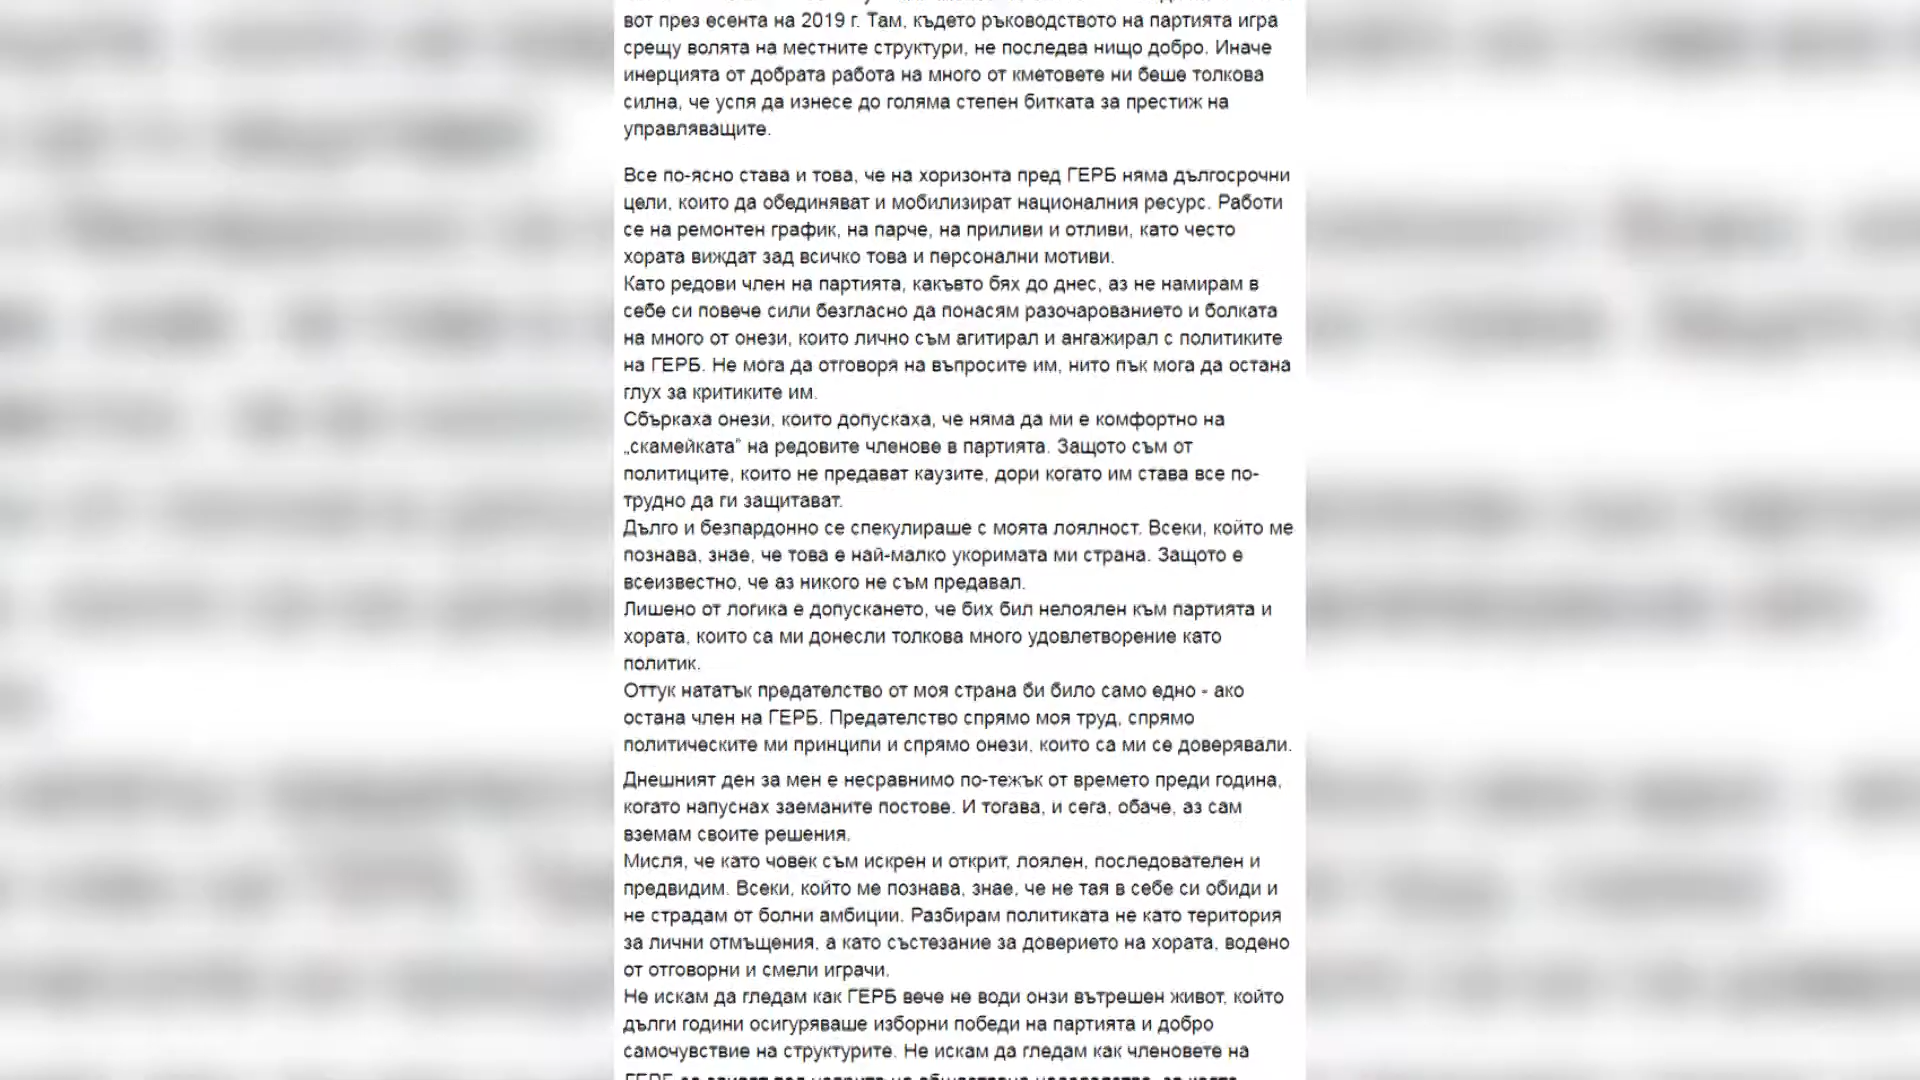 вот през есента на 2019 г. Там, където ръководството на партията игра
срещу волята на местните структури, не последва нищо добро. Иначе
инерцията от добрата работа на много от кметовете ни беше толкова
силна, че успя да изнесе до голяма степен битката за престиж на
управляващите.
Все по-ясно става и това, че на хоризонта пред ГЕРБ няма дългосрочни
цели, които да обединяват и мобилизират националния ресурс. Работи
се на ремонтен график, на парче, на приливи и отливи, като често
хората виждат зад всичко това и персонални мотиви.
Като редови член на партията, какъвто бях до днес, аз не намирам в
себе си повече сили безгласно да понасям разочарованието и болката
на много от онези, които лично съм агитирал и ангажирал с политиките
на ГЕРБ. Не мога да отговоря на въпросите им, нито пък мога да остана
глух за критиките им.
Сбъркаха онези, които допускаха, че няма да ми е комфортно на
„скамейката" на редовите членове в партията. Защото съм от
политиците, които не предават каузите, дори когато им става все по-
трудно да ги защитават.
Дълго и безпардонно се спекулираше с моята лоялност. Всеки, който ме
познава, знае, че това е най-малко укоримата ми страна. Защото е
всеизвестно, че аз никого не съм предавал.
Лишено от логика е допускането, че бих бил нелоялен към партията и
хората, които са ми донесли толкова много удовлетворение като
политик.
Оттук нататък предателство от моя страна би било само едно - ако
остана член на ГЕРБ. Предателство спрямо моя труд, спрямо
политическите ми принципи и спрямо онези, които са ми се доверявали.
Днешният ден за мен е несравнимо по-тежък от времето преди година,
когато напуснах заеманите постове. И тогава, и сега, обаче, аз сам
вземам своите решения.
Мисля, че като човек съм искрен и открит, лоялен, последователен и
предвидим. Всеки, който ме познава, знае, че не тая в себе си обиди и
не страдам от болни амбиции. Разбирам политиката не като територия
за лични отмъщения, а като състезание за доверието на хората, водено
от отговорни и смели играчи.
Не искам да гледам как ГЕРБ вече не води онзи вътрешен живот, който
дълги години осигуряваше изборни победи на партията и добро
самочувствие на структурите. Не искам да гледам как членовете на